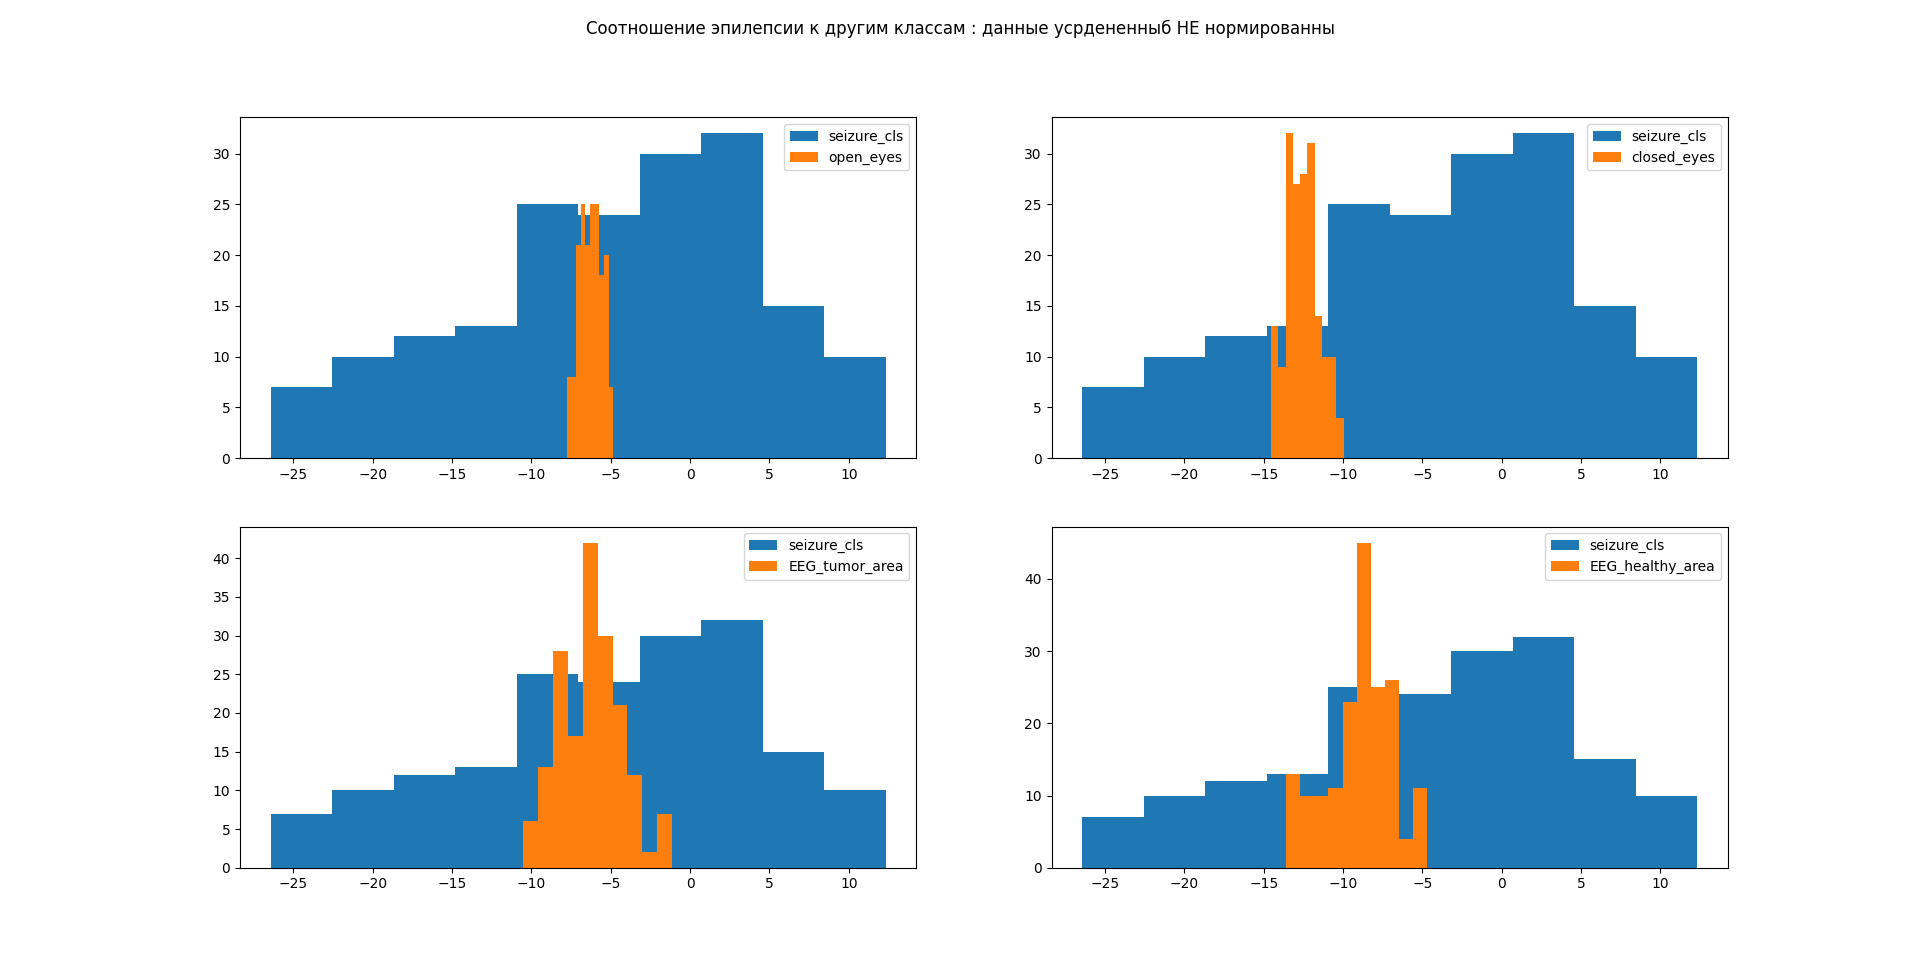 Соотношение эпилепсии к другим классам : данные усрдененныб НЕ нормированны
seizure_cls
open_eyes
30
25
20
15
10
5
0
−25 −20 −15 −10 −5 0 5 10
seizure_cls
closed_eyes
30
25
20
15
10
5
0
−25 −20 −15 −10 −5 0 5 10
seizure_cls
EEG_tumor_area
40
35
30
25
20
15
10
5
0
−25 −20 −15 −10 −5 0 5 10
seizure_cls
EEG_healthy_area
40
30
20
10
0
−25 −20 −15 −10 −5 0 5 10